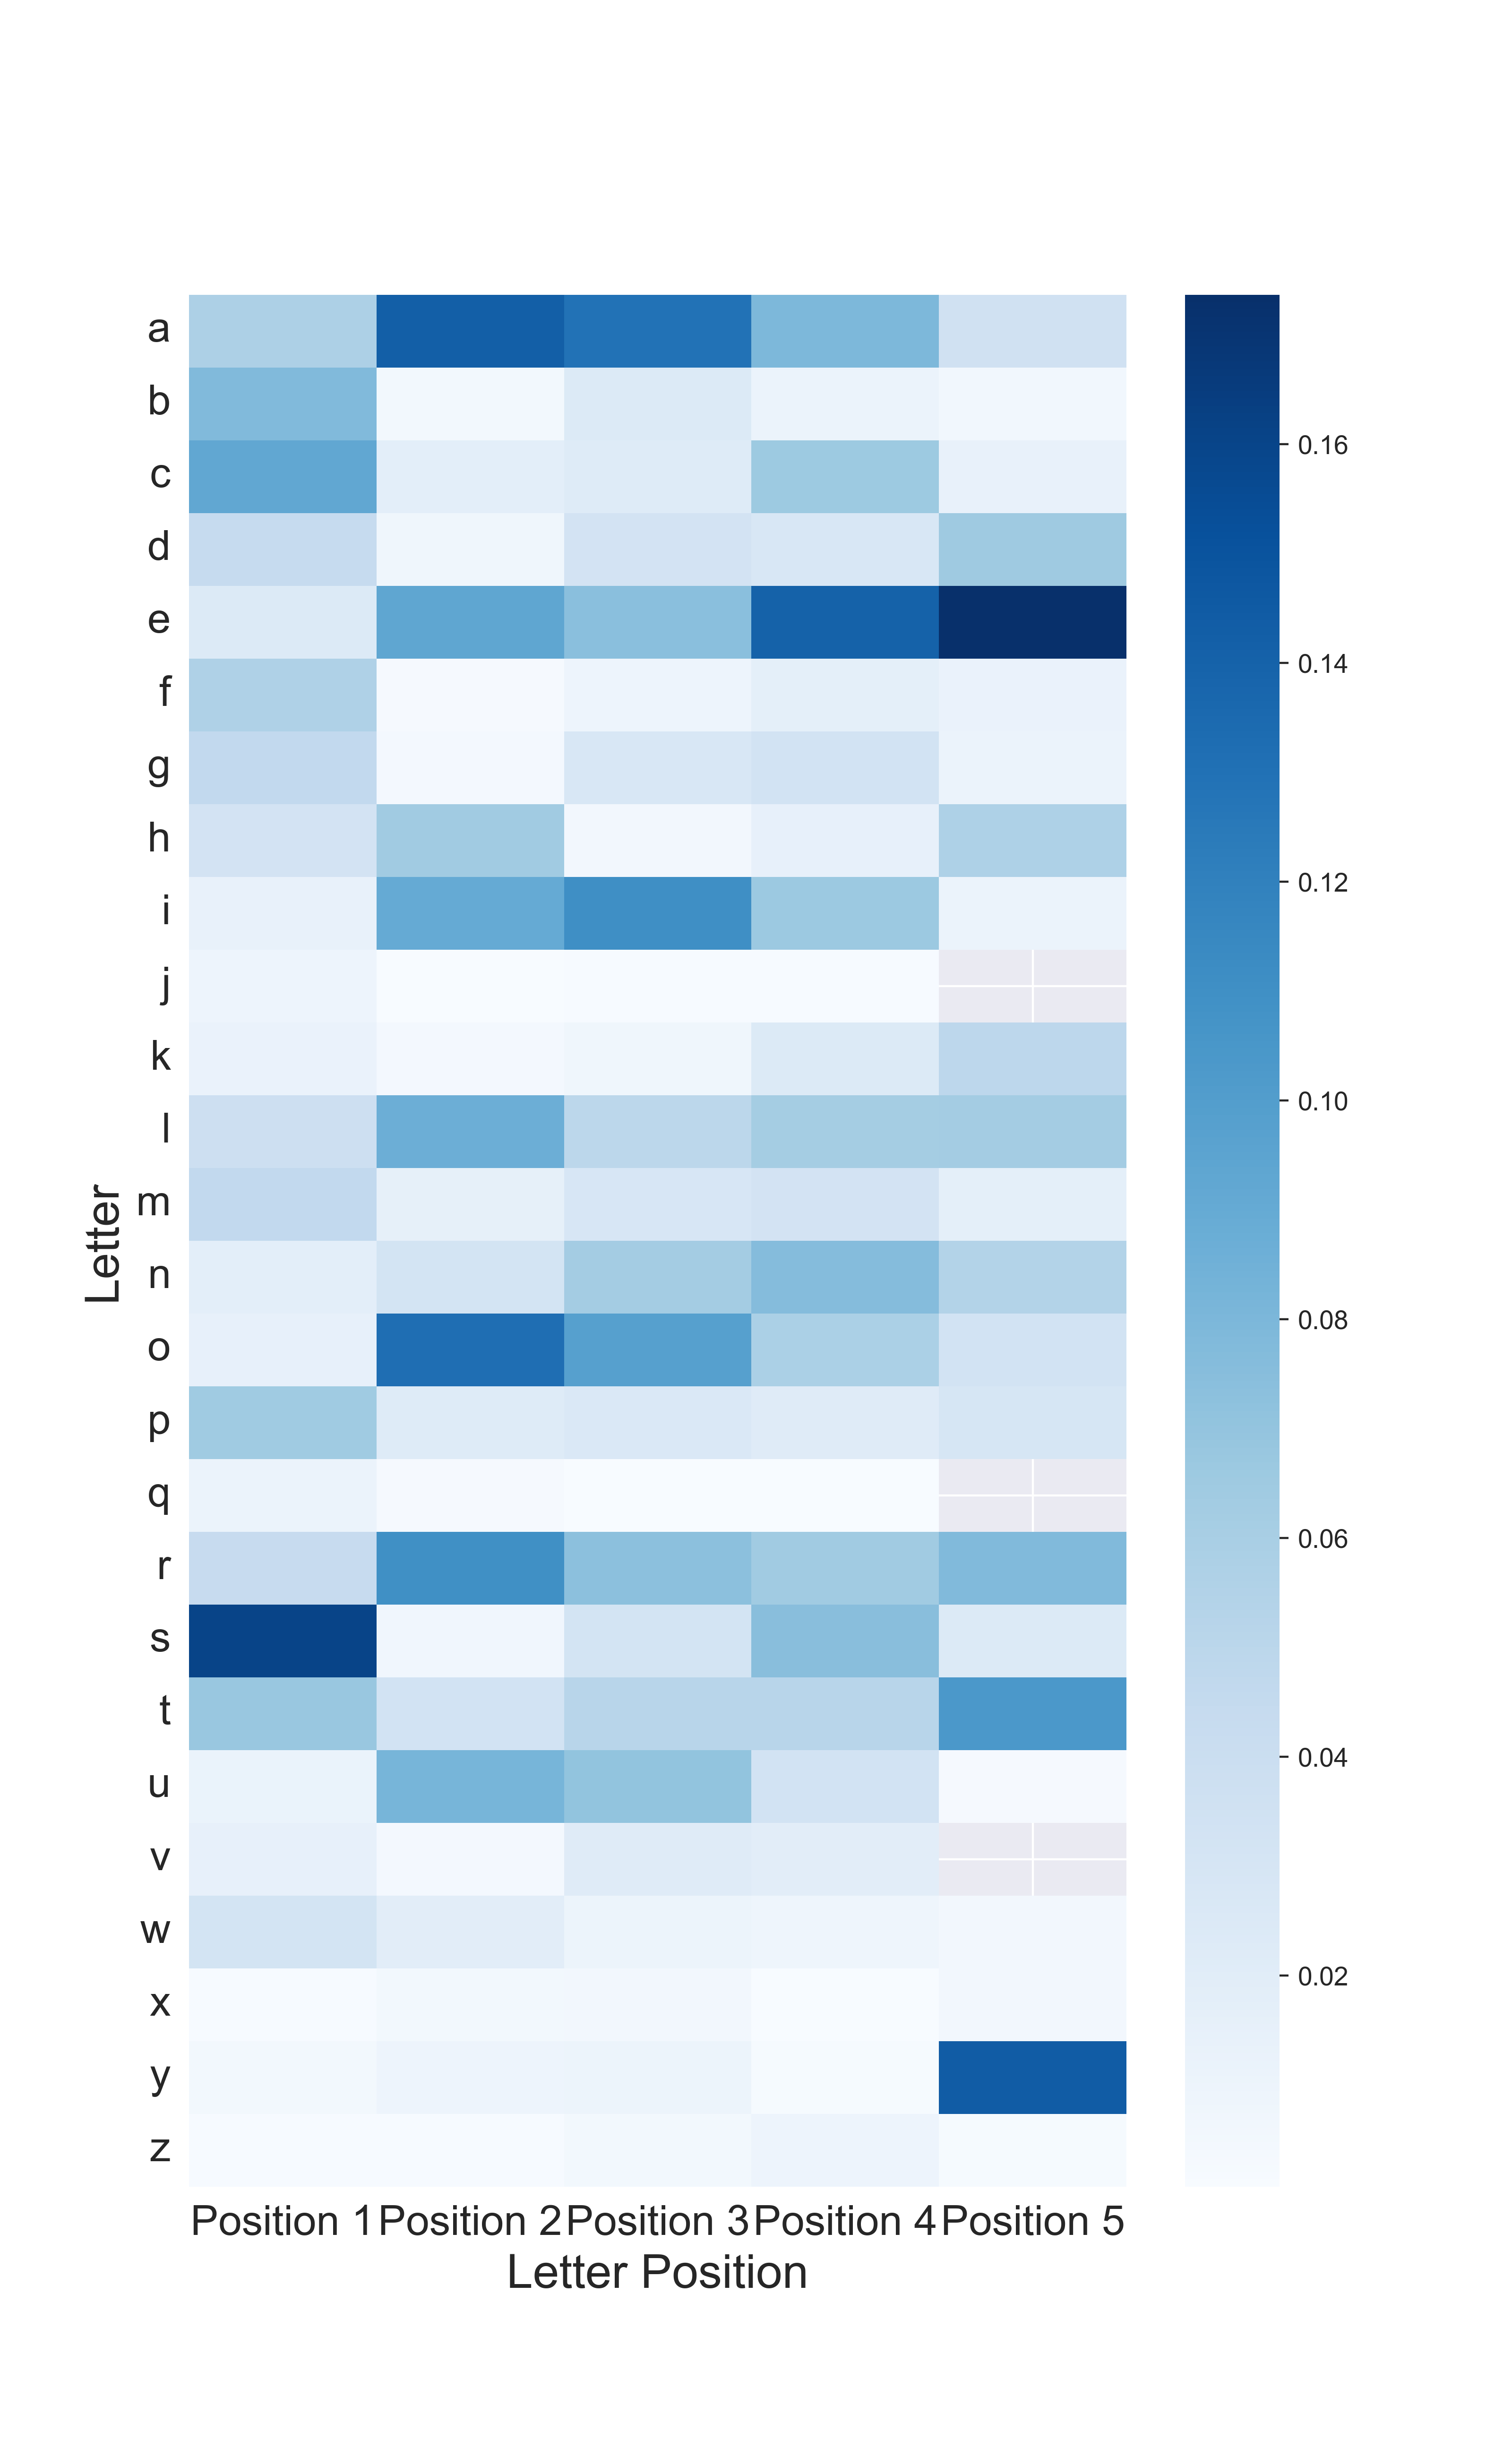 a
b
c
d
e
f
g
h
i
j
k
l
m
n
o
p
q
r
s
t
u
v
w
x
y
z
Letter
Position 1 Position 2 Position 3 Position 4 Position 5
Letter Position
0.16
0.14
0.12
0.10
0.08
0.06
0.04
0.02